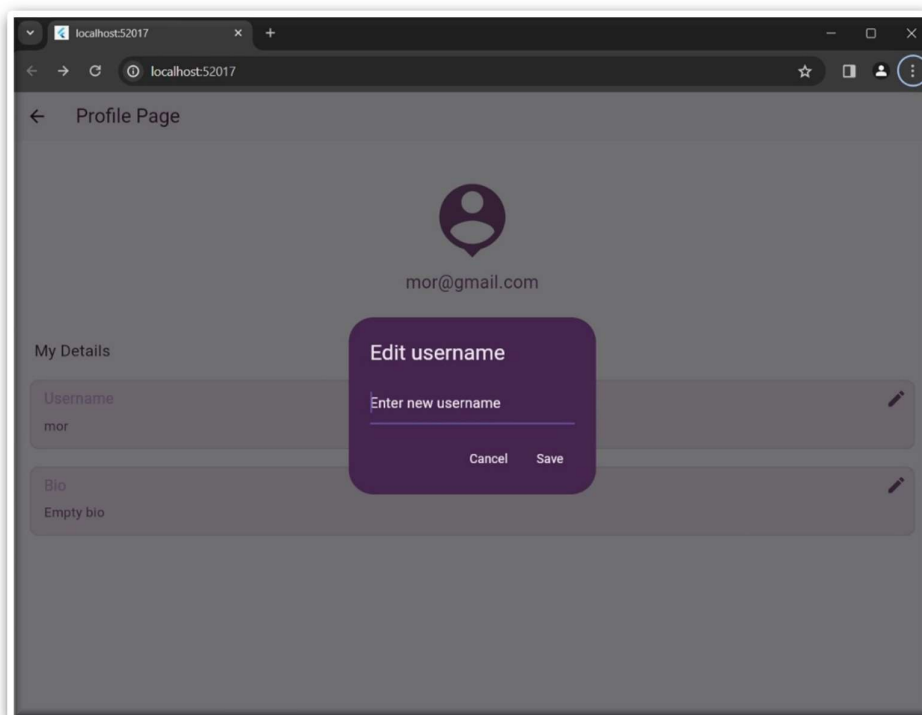 localhost:52017
localhost:52017
Profile Page
mor@gmail.com
My Details
Username
mor
Bio
Empty bio
Edit username
Enter new username
Cancel Save